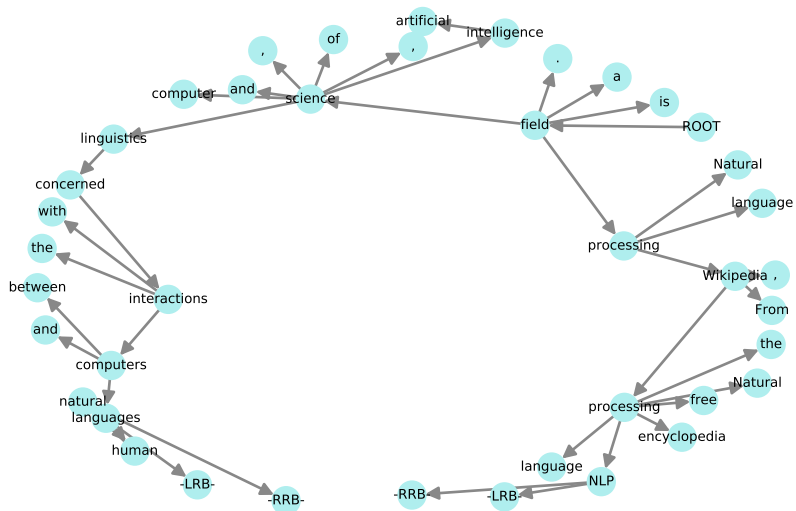 artificial
intelligence
,
of
,
.
a
is
ROOT
computer
and
science
field
linguistics
concerned
Natural
language
with
the
processing
between
interactions
Wikipedia
,
From
and
computers
the
natural
languages
Natural
free
processing
encyclopedia
human
language
NLP
-LRB-
-RRB-
-RRB-
-LRB-